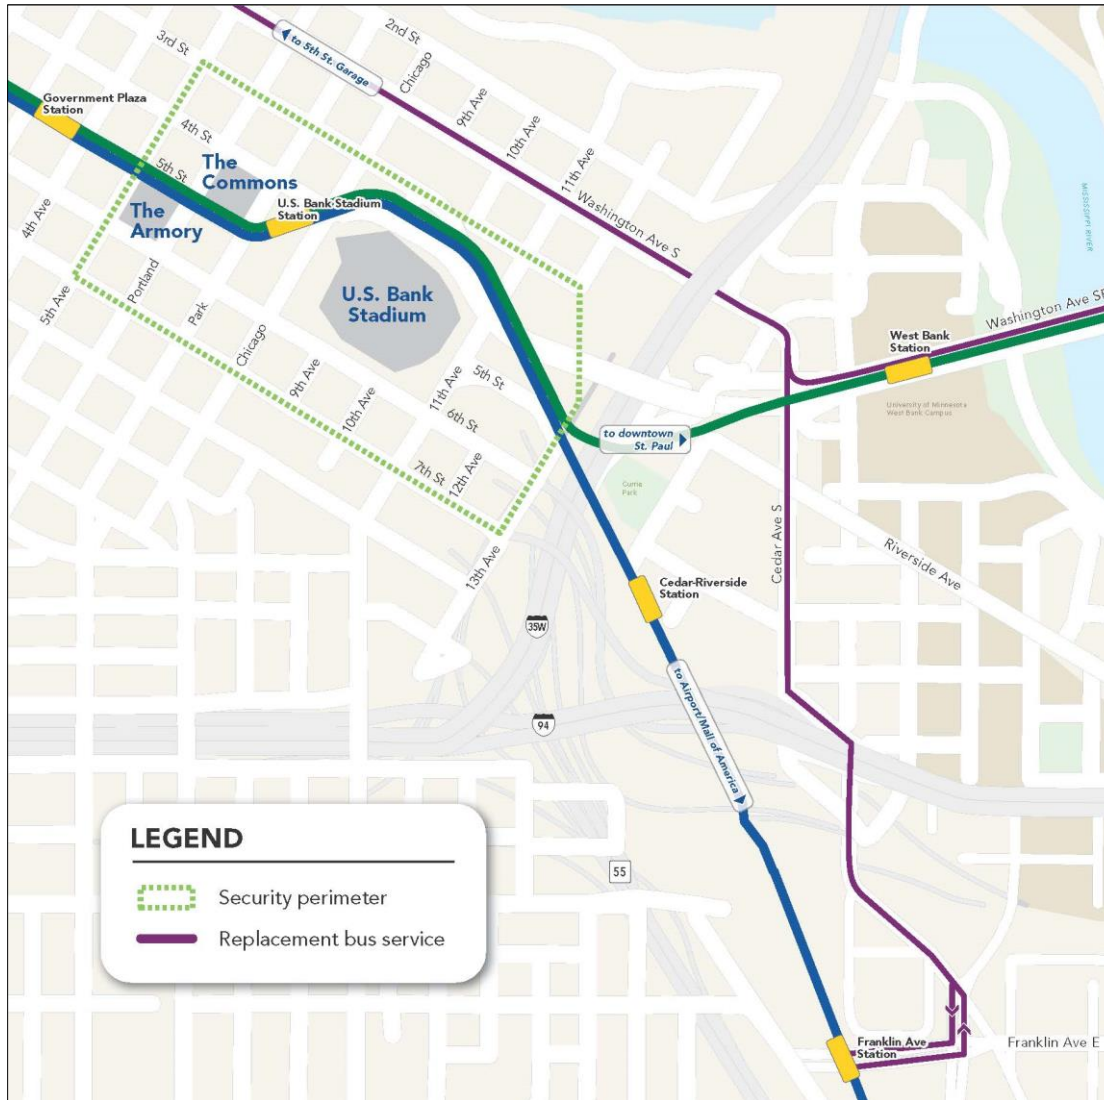 3rd St
to 5th St. Garage
2nd St
Chicago
9th Ave
10th Ave
11th Ave
Government Plaza
Station
4th St
5th St
The
Commons
U.S. Bank Stadium
Station
The
Armory
4th Ave
5th Ave
Portland
Park
Chicago
9th Ave
10th Ave
11th Ave
12th Ave
13th Ave
5th St
6th St
7th St
U.S. Bank
Stadium
Washington Ave S
MISSISSIPPI RIVER
Washington Ave SE
West Bank
Station
University of Minnesota
West Bank Campus
to downtown
St. Paul
Currie
Park
Cedar Ave S
Riverside Ave
Cedar-Riverside
Station
35W
94
to Airport/Mall of America
55
LEGEND
Security perimeter
Replacement bus service
Franklin Ave
Station
Franklin Ave E